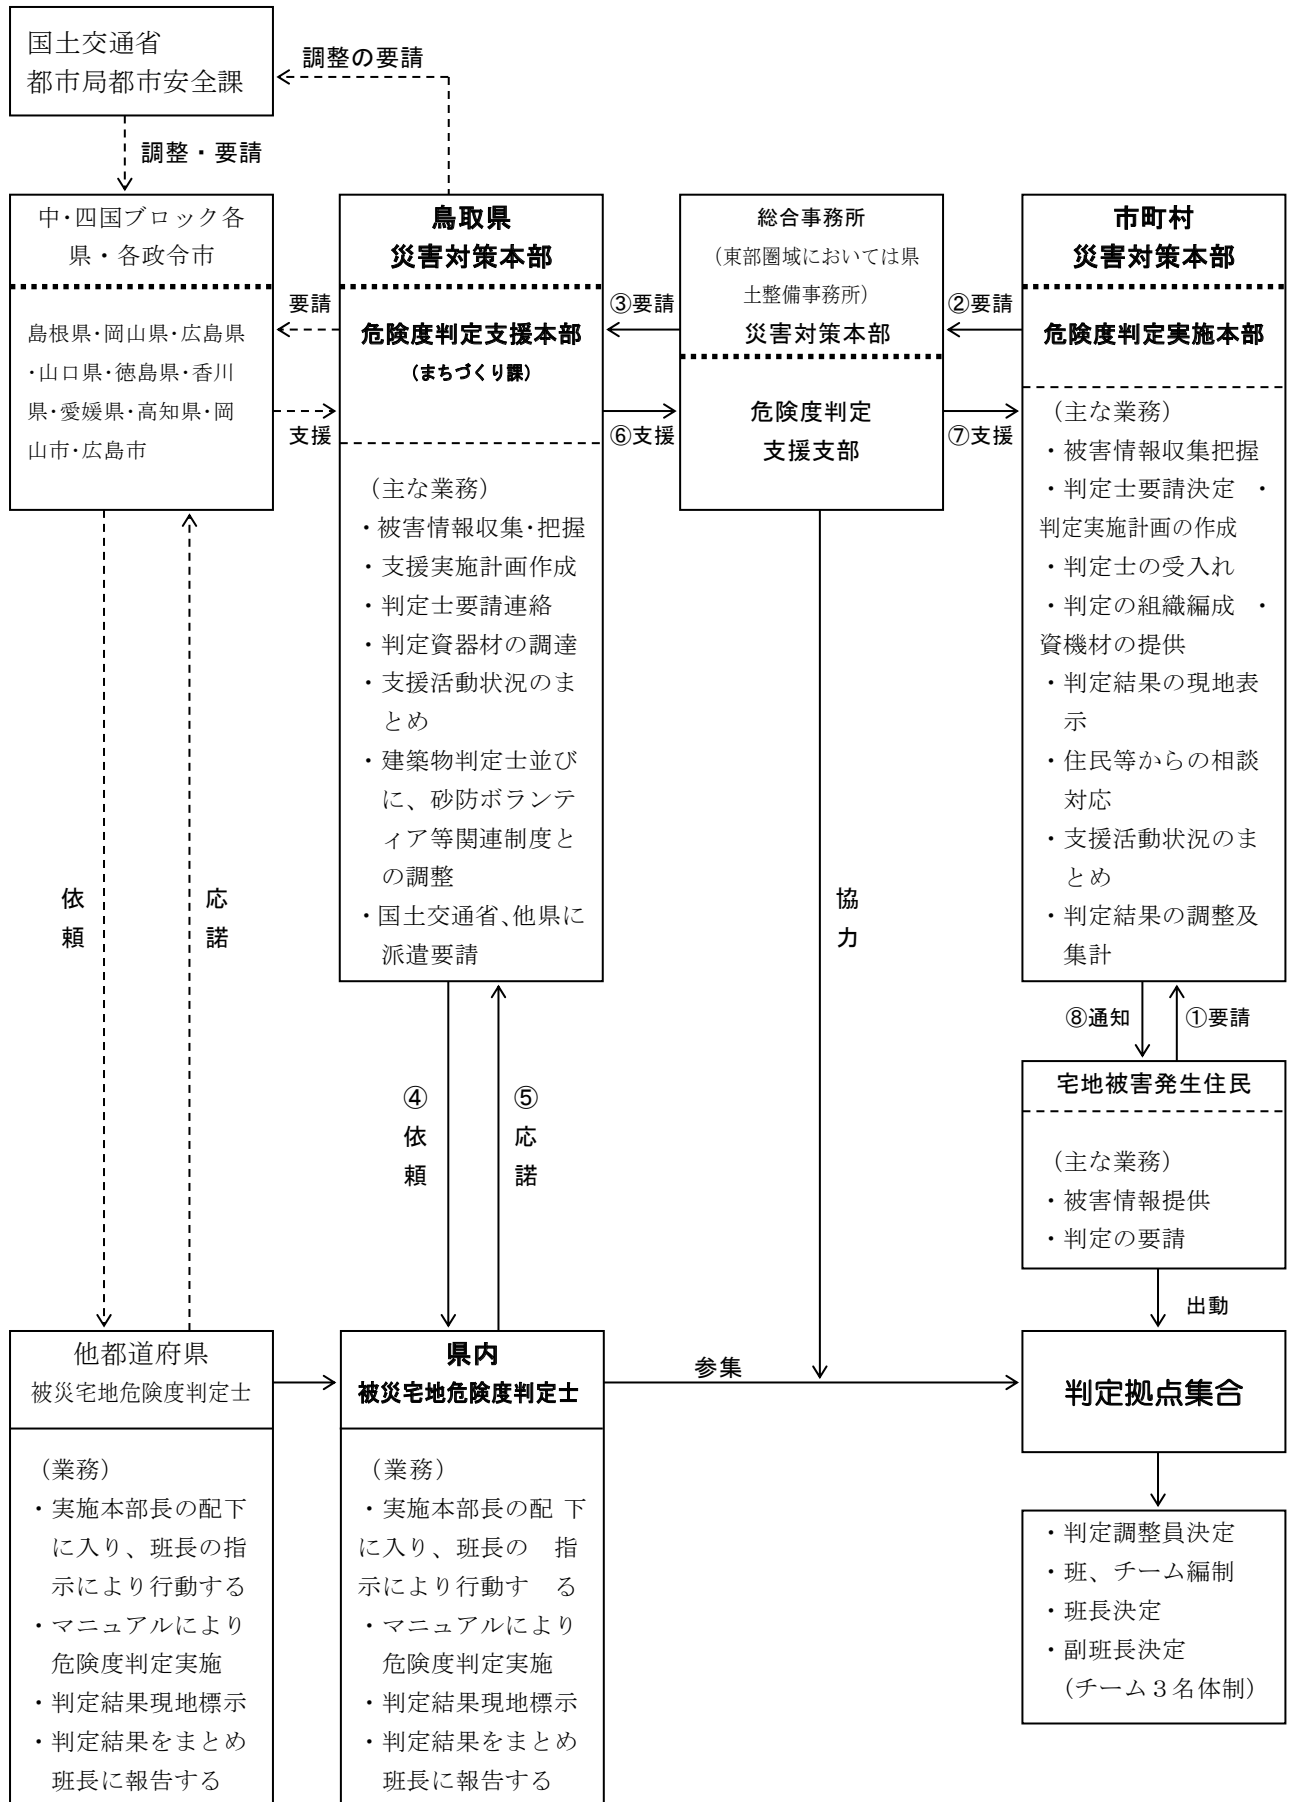 国土交通省
都市局都市安全課
調整の要請
調整・要請
中・四国ブロック各
県・各政令市
島根県・岡山県・広島県
・山口県・徳島県・香川
県・愛媛県・高知県・岡
山市・広島市
要請
支援
鳥取県
災害対策本部
危険度判定支援本部
(まちづくり課)
(主な業務)
・被害情報収集・把握
・支援実施計画作成
・判定士要請連絡
・判定資器材の調達
・支援活動状況のま
とめ
・建築物判定士並び
に、砂防ボランテ
ィア等関連制度と
の調整
・国土交通省、他県に
派遣要請
③要請
⑥支援
総合事務所
(東部圏域においては県
土整備事務所)
災害対策本部
危険度判定
支援支部
②要請
⑦支援
市町村
災害対策本部
危険度判定実施本部
(主な業務)
・被害情報収集把握
・判定士要請決定 ・
判定実施計画の作成
・判定士の受入れ
・判定の組織編成 ・
資機材の提供
・判定結果の現地表
示
・住民等からの相談
対応
・支援活動状況のま
とめ
・判定結果の調整及
集計
依頼
応諾
④依頼
⑤応諾
協力
⑧通知
①要請
宅地被害発生住民
(主な業務)
・被害情報提供
・判定の要請
出動
他都道府県
被災宅地危険度判定士
(業務)
・実施本部長の配下
に入り、班長の指
示により行動する
・マニュアルにより
危険度判定実施
・判定結果現地標示
・判定結果をまとめ
班長に報告する
県内
被災宅地危険度判定士
(業務)
・実施本部長の配 下
に入り、班長の 指
示により行動す る
・マニュアルにより
危険度判定実施
・判定結果現地標示
・判定結果をまとめ
班長に報告する
参集
判定拠点集合
・判定調整員決定
・班、チーム編制
・班長決定
・副班長決定
(チーム3名体制)